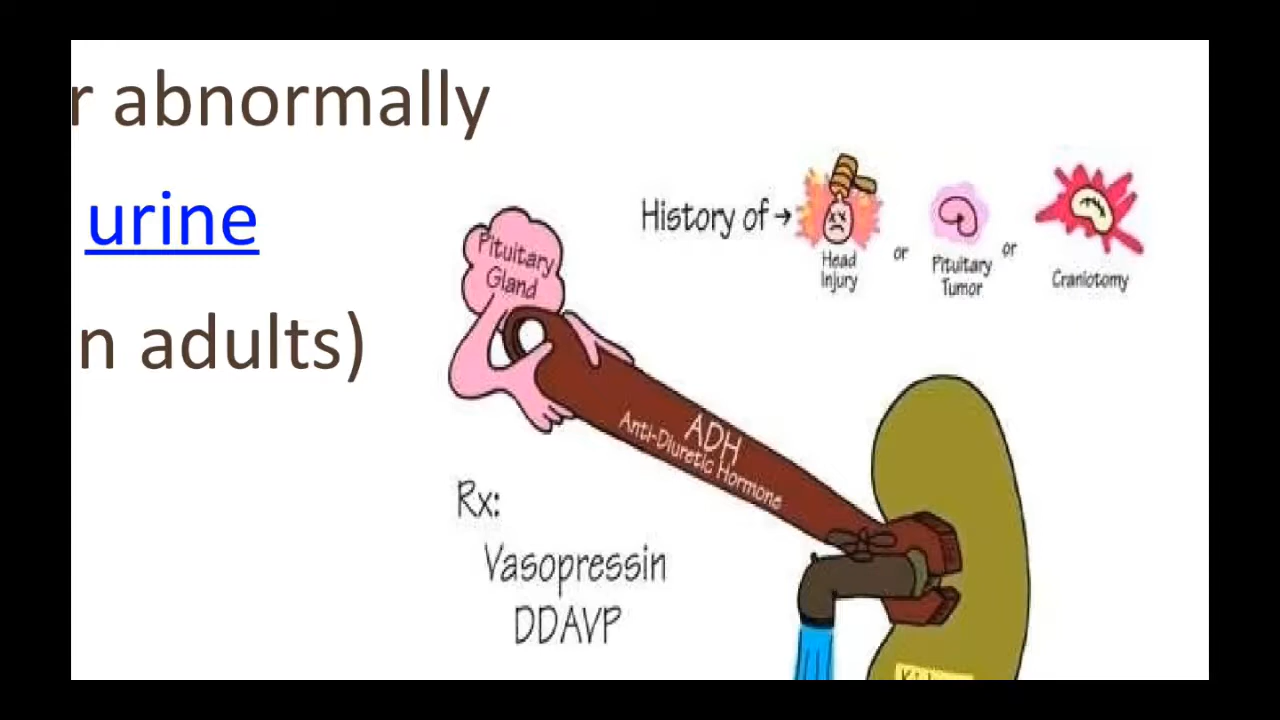 r abnormally
urine
n adults)
History of →
Head
Injury
or
Pituitary
Tumor
or
Craniotomy
Pituitary
Gland
ADH
Anti-Diuretic Hormone
Rx:
Vasopressin
DDAVP